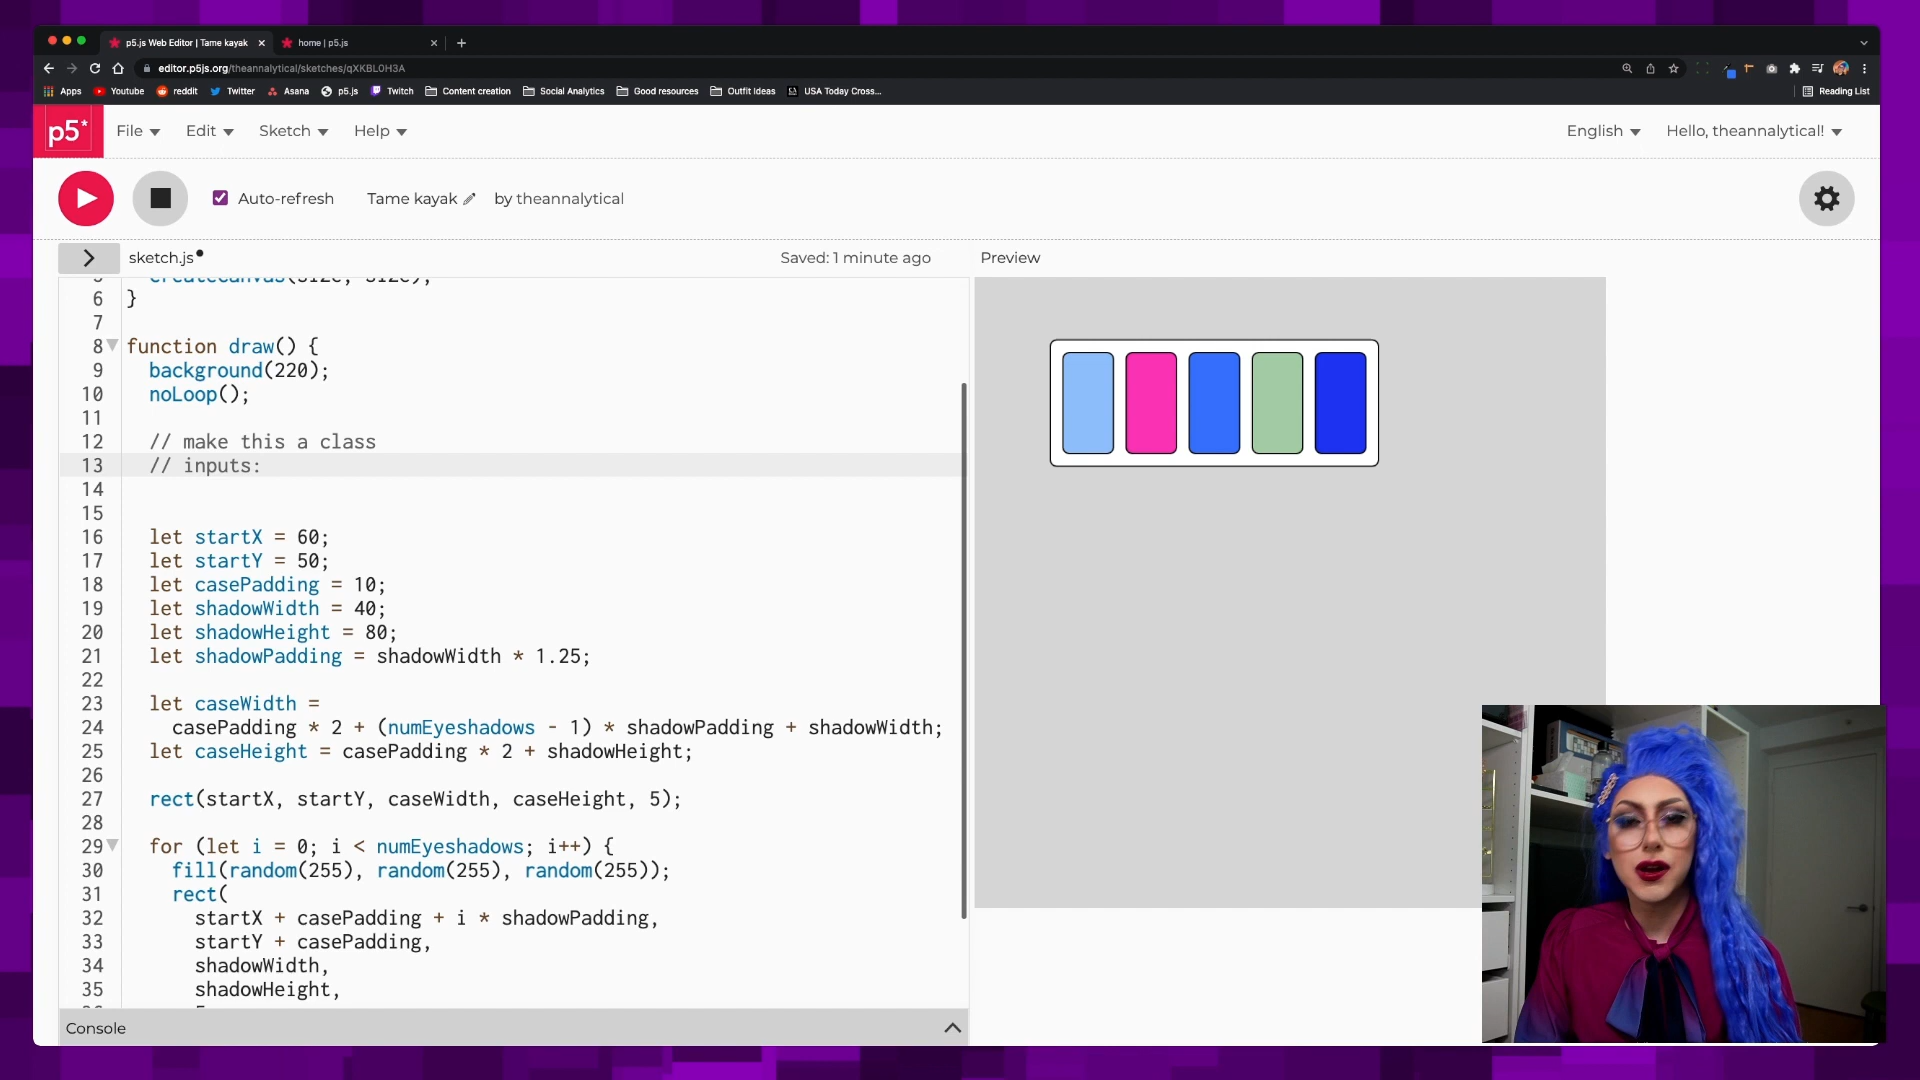 p5.js Web Editor | Tame kayak
home | p5.js
editor.p5js.org/theannalytical/sketches/qXKBL0H3A
Apps Youtube reddit Twitter Asana p5.js Twitch Content creation Social Analytics Good resources Outfit Ideas USA Today Cross... Reading List
p5* File Edit Sketch Help English Hello, theannalytical!
Auto-refresh Tame kayak by theannalytical
sketch.js Saved: 1 minute ago Preview
5 createCanvas(size, size);
6 }
7
8 function draw() {
9 background(220);
10 noLoop();
11
12 // make this a class
13 // inputs:
14
15
16 let startX = 60;
17 let startY = 50;
18 let casePadding = 10;
19 let shadowWidth = 40;
20 let shadowHeight = 80;
21 let shadowPadding = shadowWidth * 1.25;
22
23 let caseWidth =
24 casePadding * 2 + (numEyeshadows - 1) * shadowPadding + shadowWidth;
25 let caseHeight = casePadding * 2 + shadowHeight;
26
27 rect(startX, startY, caseWidth, caseHeight, 5);
28
29 for (let i = 0; i < numEyeshadows; i++) {
30 fill(random(255), random(255), random(255));
31 rect(
32 startX + casePadding + i * shadowPadding,
33 startY + casePadding,
34 shadowWidth,
35 shadowHeight,
Console